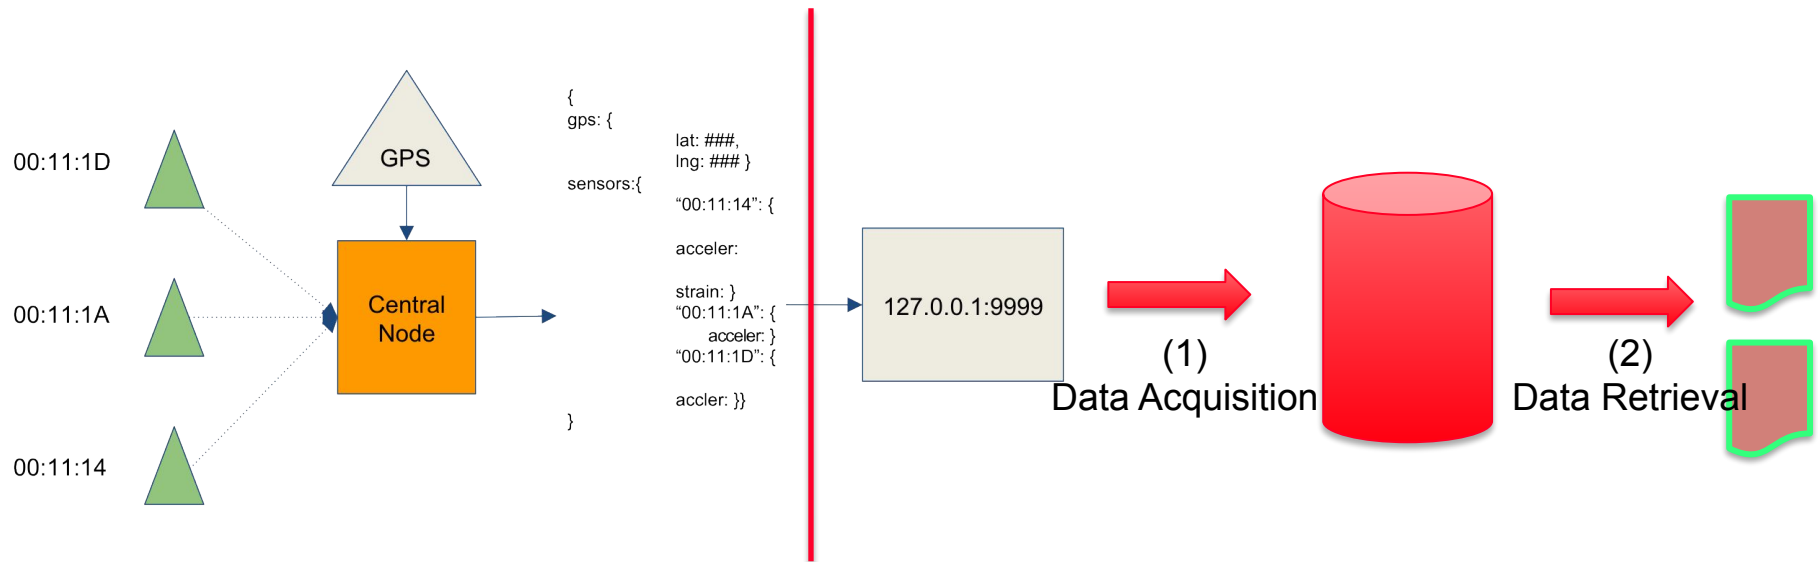 00:11:1D
00:11:1A
00:11:14
GPS
Central
Node
{
gps: {
lat: ###,
lng: ### }
sensors:{
“00:11:14”: {
acceler:
strain: }
“00:11:1A”: {
acceler: }
“00:11:1D”: {
accler: }}
}
127.0.0.1:9999
(1)
Data Acquisition
(2)
Data Retrieval